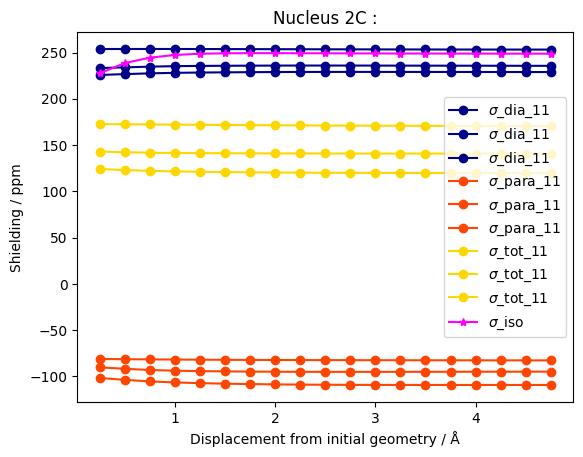 Nucleus 2C :
Shielding / ppm
250
200
150
100
50
0
−50
−100
σ_dia_11
σ_dia_11
σ_dia_11
σ_para_11
σ_para_11
σ_para_11
σ_tot_11
σ_tot_11
σ_tot_11
σ_iso
1 2 3 4
Displacement from initial geometry / Å